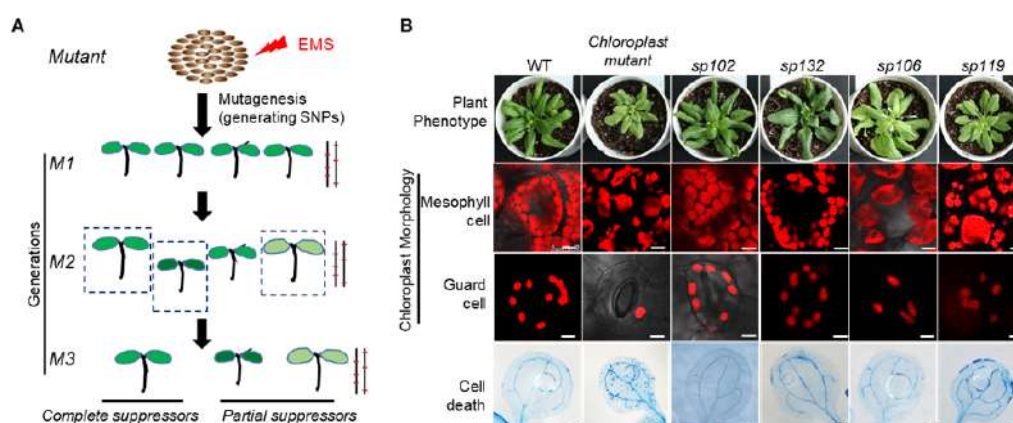 A
Mutant
EMS
Mutagenesis
(generating SNPs)
Generations
M1
M2
M3
Complete suppressors
Partial suppressors
B
WT
Chloroplast
mutant
sp102
sp132
sp106
sp119
Plant
Phenotype
Chloroplast Morphology
Mesophyll
cell
Guard
cell
Cell
death